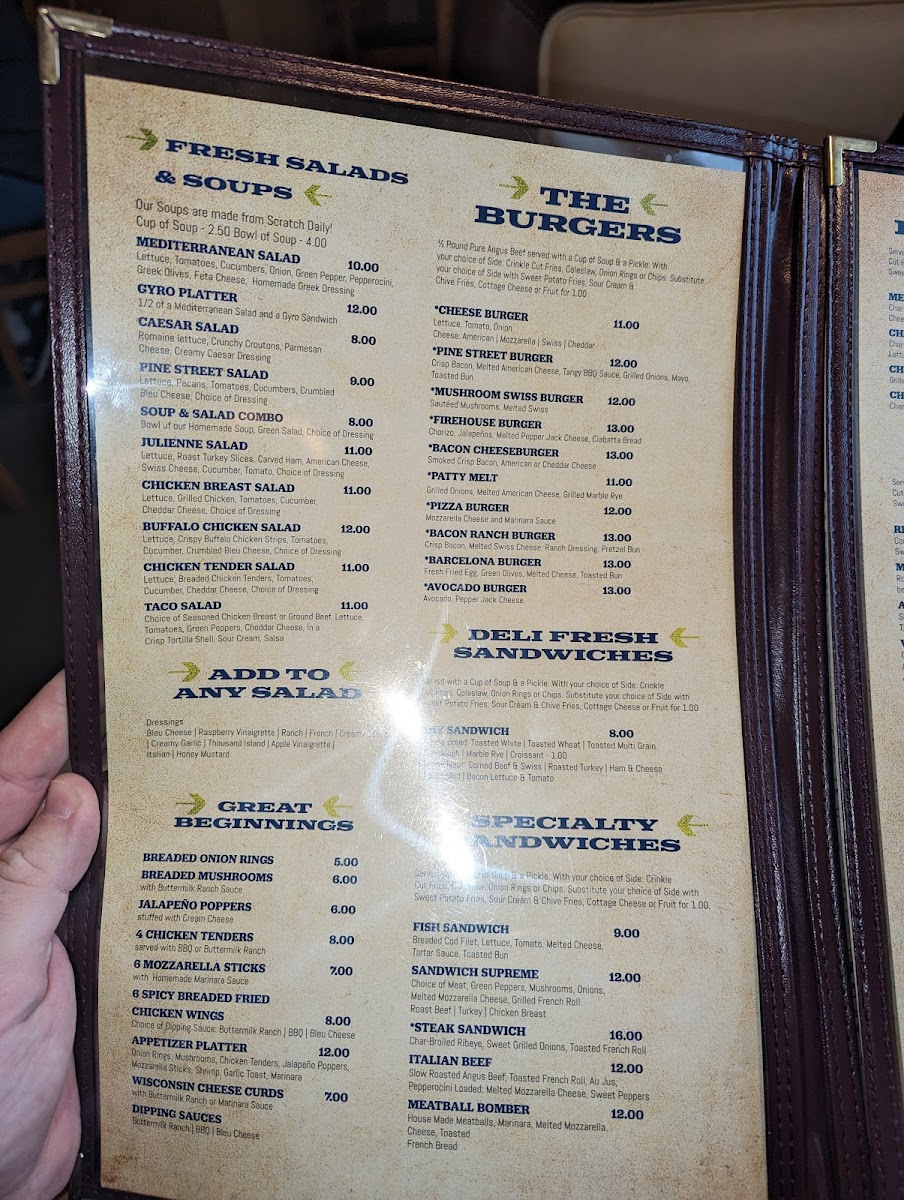 FRESH SALADS
& SOUPS
Our Soups are made from Scratch Daily!
Cup of Soup - 2.50 Bowl of Soup - 4.00
MEDITERRANEAN SALAD 10.00
Lettuce, Tomatoes, Cucumbers, Onion, Green Pepper, Pepperocini,
Greek Olives, Feta Cheese, Homemade Greek Dressing
GYRO PLATTER 12.00
1/2 of a Mediterranean Salad and a Gyro Sandwich
CAESAR SALAD 8.00
Romaine lettuce, Crunchy Croutons, Parmesan
Cheese, Creamy Caesar Dressing
PINE STREET SALAD 9.00
Lettuce, Pecans, Tomatoes, Cucumbers, Crumbled
Bleu Cheese, Choice of Dressing
SOUP & SALAD COMBO 8.00
Bowl of our Homemade Soup, Green Salad, Choice of Dressing
JULIENNE SALAD 11.00
Lettuce, Roast Turkey Slices, Carved Ham, American Cheese,
Swiss Cheese, Cucumber, Tomato, Choice of Dressing
CHICKEN BREAST SALAD 11.00
Lettuce, Grilled Chicken, Tomatoes, Cucumber,
Cheddar Cheese, Choice of Dressing
BUFFALO CHICKEN SALAD 12.00
Lettuce, Crispy Buffalo Chicken Strips, Tomatoes,
Cucumber, Crumbled Bleu Cheese, Choice of Dressing
CHICKEN TENDER SALAD 11.00
Lettuce, Breaded Chicken Tenders, Tomatoes,
Cucumber, Cheddar Cheese, Choice of Dressing
TACO SALAD 11.00
Choice of Seasoned Chicken Breast or Ground Beef, Lettuce,
Tomatoes, Green Peppers, Cheddar Cheese, In a
Crisp Tortilla Shell, Sour Cream, Salsa
ADD TO
ANY SALAD
Dressings
Bleu Cheese | Raspberry Vinaigrette | Ranch | French | Creamy
| Creamy Garlic | Thousand Island | Apple Vinaigrette |
Italian | Honey Mustard
GREAT
BEGINNINGS
BREADED ONION RINGS 5.00
BREADED MUSHROOMS 6.00
with Buttermilk Ranch Sauce
JALAPEÑO POPPERS 6.00
stuffed with Cream Cheese
4 CHICKEN TENDERS 8.00
served with BBQ or Buttermilk Ranch
6 MOZZARELLA STICKS 7.00
with Homemade Marinara Sauce
6 SPICY BREADED FRIED
CHICKEN WINGS 8.00
Choice of Dipping Sauce: Buttermilk Ranch | BBQ | Bleu Cheese
APPETIZER PLATTER 12.00
Onion Rings, Mushrooms, Chicken Tenders, Jalapeño Poppers,
Mozzarella Sticks, Shrimp, Garlic Toast, Marinara
WISCONSIN CHEESE CURDS 7.00
with Buttermilk Ranch or Marinara Sauce
DIPPING SAUCES
Buttermilk Ranch | BBQ | Bleu Cheese
THE
BURGERS
⅓ Pound Pure Angus Beef served with a Cup of Soup & a Pickle. With
your choice of Side: Crinkle Cut Fries, Coleslaw, Onion Rings or Chips. Substitute
your choice of Side with Sweet Potato Fries, Sour Cream &
Chive Fries, Cottage Cheese or Fruit for 1.00
*CHEESE BURGER 11.00
Lettuce, Tomato, Onion
Cheese: American | Mozzarella | Swiss | Cheddar
*PINE STREET BURGER 12.00
Crisp Bacon, Melted American Cheese, Tangy BBQ Sauce, Grilled Onions, Mayo,
Toasted Bun
*MUSHROOM SWISS BURGER 12.00
Sautéed Mushrooms, Melted Swiss
*FIREHOUSE BURGER 13.00
Chorizo, Jalapeños, Melted Pepper Jack Cheese, Ciabatta Bread
*BACON CHEESEBURGER 13.00
Smoked Crisp Bacon, American or Cheddar Cheese
*PATTY MELT 11.00
Grilled Onions, Melted American Cheese, Grilled Marble Rye
*PIZZA BURGER 12.00
Mozzarella Cheese and Marinara Sauce
*BACON RANCH BURGER 13.00
Crisp Bacon, Melted Swiss Cheese, Ranch Dressing, Pretzel Bun
*BARCELONA BURGER 13.00
Fresh Fried Egg, Green Olives, Melted Cheese, Toasted Bun
*AVOCADO BURGER 13.00
Avocado, Pepper Jack Cheese
DELI FRESH
SANDWICHES
Served with a Cup of Soup & a Pickle. With your choice of Side: Crinkle
Cut Fries, Coleslaw, Onion Rings or Chips. Substitute your choice of Side with
Sweet Potato Fries, Sour Cream & Chive Fries, Cottage Cheese or Fruit for 1.00
SANDWICH 8.00
Bread: Toasted White | Toasted Wheat | Toasted Multi Grain
| Marble Rye | Croissant - 1.00
Meat: Corned Beef & Swiss | Roasted Turkey | Ham & Cheese
| Bacon Lettuce & Tomato
SPECIALTY
SANDWICHES
Served Soup & a Pickle. With your choice of Side: Crinkle
Cut Fries, Coleslaw, Onion Rings or Chips. Substitute your choice of Side with
Sweet Potato Fries, Sour Cream & Chive Fries, Cottage Cheese or Fruit for 1.00.
FISH SANDWICH 9.00
Breaded Cod Filet, Lettuce, Tomato, Melted Cheese,
Tartar Sauce, Toasted Bun
SANDWICH SUPREME 12.00
Choice of Meat, Green Peppers, Mushrooms, Onions,
Melted Mozzarella Cheese, Grilled French Roll
Roast Beef | Turkey | Chicken Breast
*STEAK SANDWICH 16.00
Char-Broiled Ribeye, Sweet Grilled Onions, Toasted French Roll
ITALIAN BEEF 12.00
Slow Roasted Angus Beef, Toasted French Roll, Au Jus,
Pepperocini Loaded: Melted Mozzarella Cheese, Sweet Peppers
MEATBALL BOMBER 12.00
House Made Meatballs, Marinara, Melted Mozzarella
Cheese, Toasted
French Bread